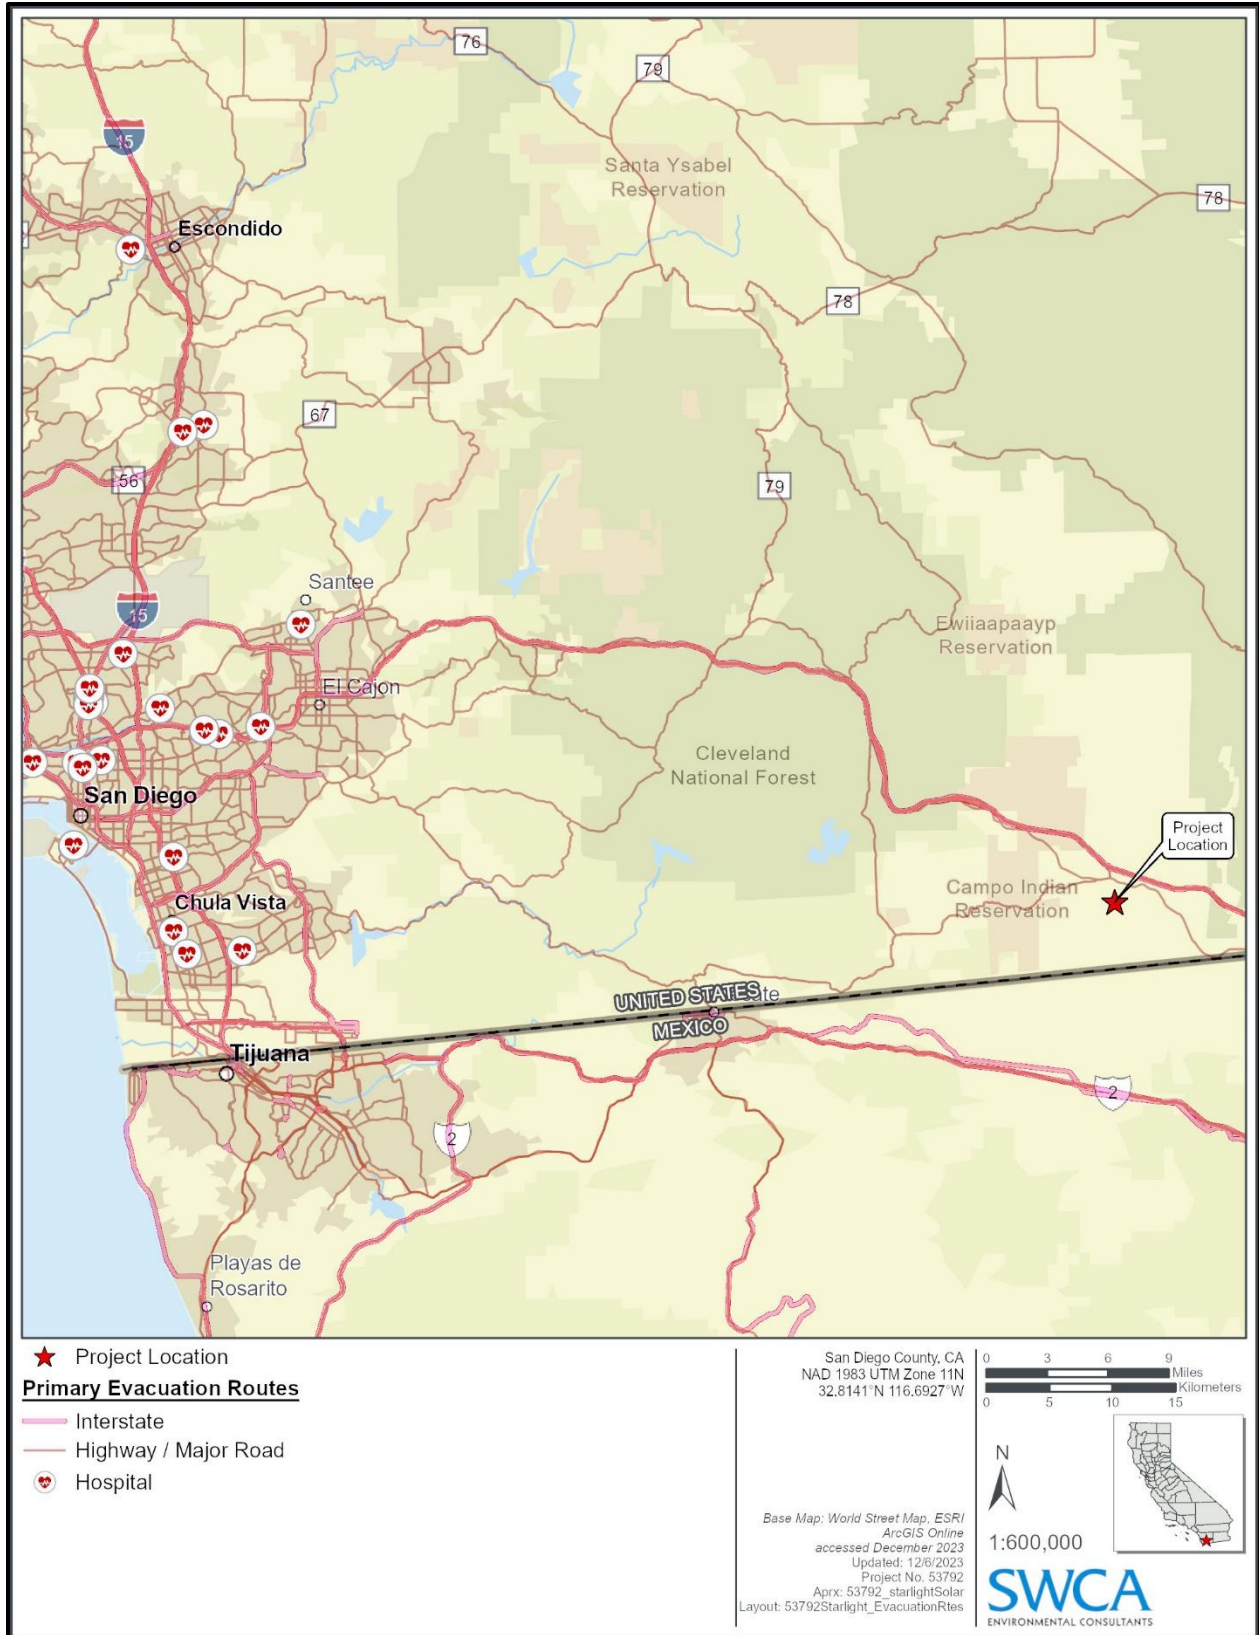 76
79
15
Santa Ysabel
Reservation
78
Escondido
78
67
56
79
Santee
15
Ewiiaapaayp
Reservation
El Cajon
Cleveland
National Forest
San Diego
Project
Location
Chula Vista
Campo Indian
Reservation
UNITED STATES
MEXICO
Tijuana
2
2
Playas de
Rosarito
Project Location
Primary Evacuation Routes
Interstate
Highway / Major Road
Hospital
San Diego County, CA
NAD 1983 UTM Zone 11N
32.8141°N 116.6927°W
0 3 6 9
Miles
Kilometers
0 5 10 15
N
1:600,000
Base Map: World Street Map, ESRI
ArcGIS Online
accessed December 2023
Updated: 12/6/2023
Project No. 53792
Aprx: 53792_starlightSolar
Layout: 53792Starlight_EvacuationRtes
SWCA
ENVIRONMENTAL CONSULTANTS